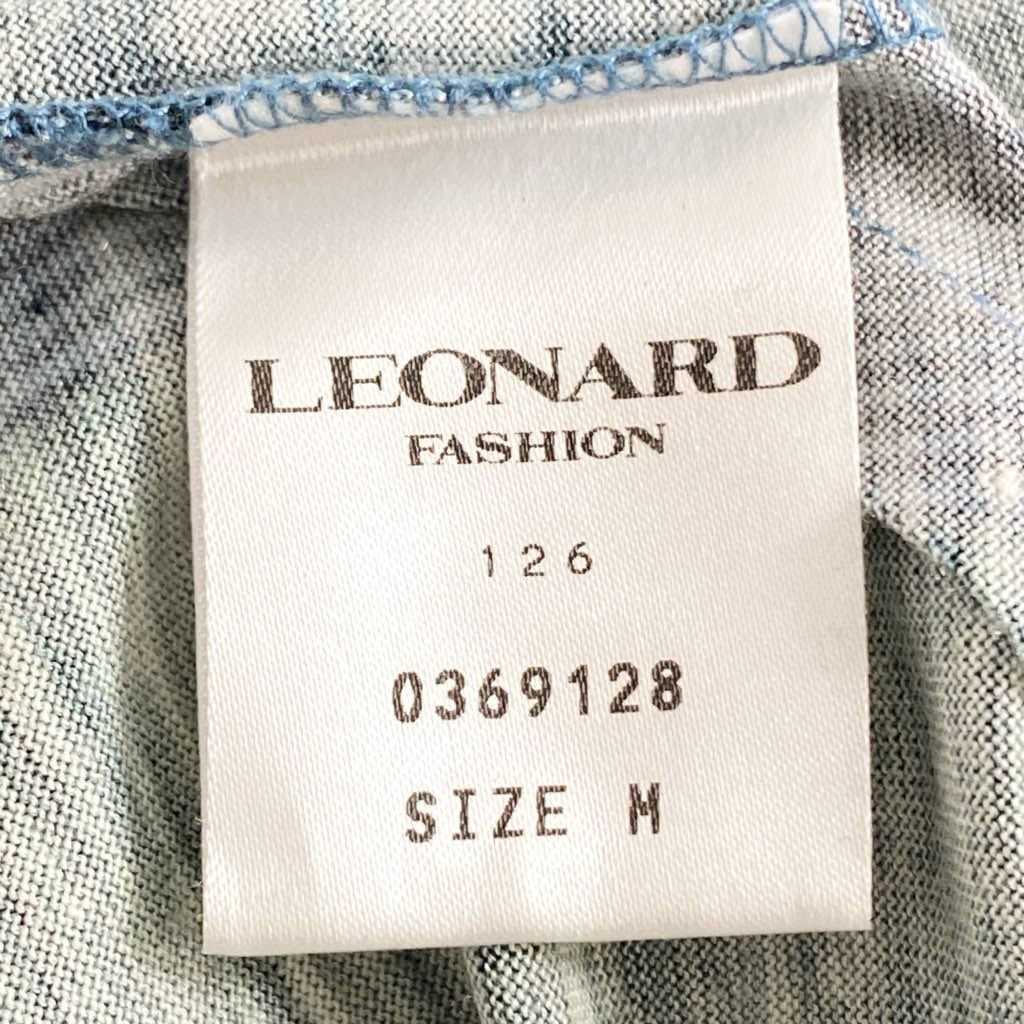 LEONARD
FASHION
126
0369128
SIZE M